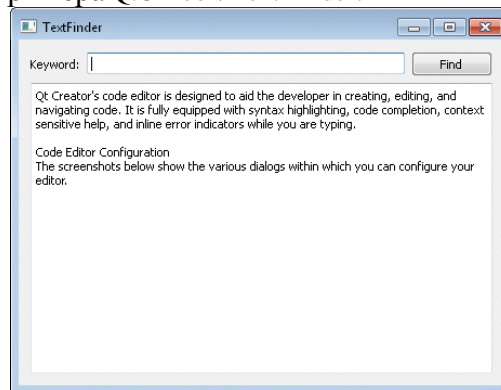 TextFinder
Keyword:
Find
Qt Creator's code editor is designed to aid the developer in creating, editing, and
navigating code. It is fully equipped with syntax highlighting, code completion, context
sensitive help, and inline error indicators while you are typing.
Code Editor Configuration
The screenshots below show the various dialogs within which you can configure your
editor.